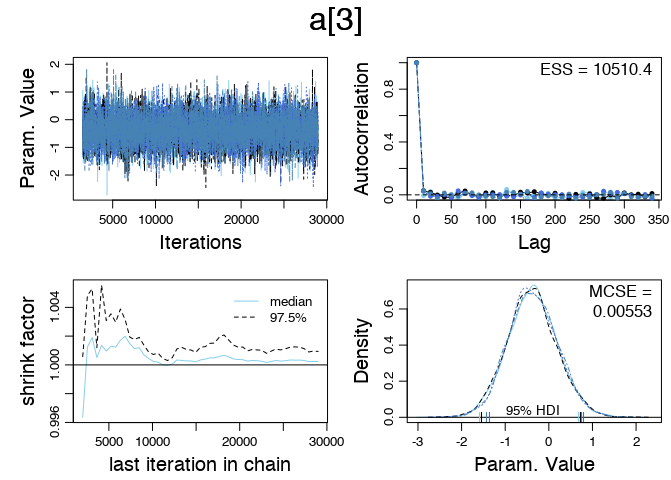 a[3]
Param. Value
-2 -1 0 1 2
5000 10000 20000 30000
Iterations
Autocorrelation
0.0 0.4 0.8
ESS = 10510.4
0 50 100 150 200 250 300 350
Lag
shrink factor
0.996 1.000 1.004
median
97.5%
5000 10000 20000 30000
last iteration in chain
Density
0.0 0.2 0.4 0.6
MCSE =
0.00553
95% HDI
-3 -2 -1 0 1 2
Param. Value